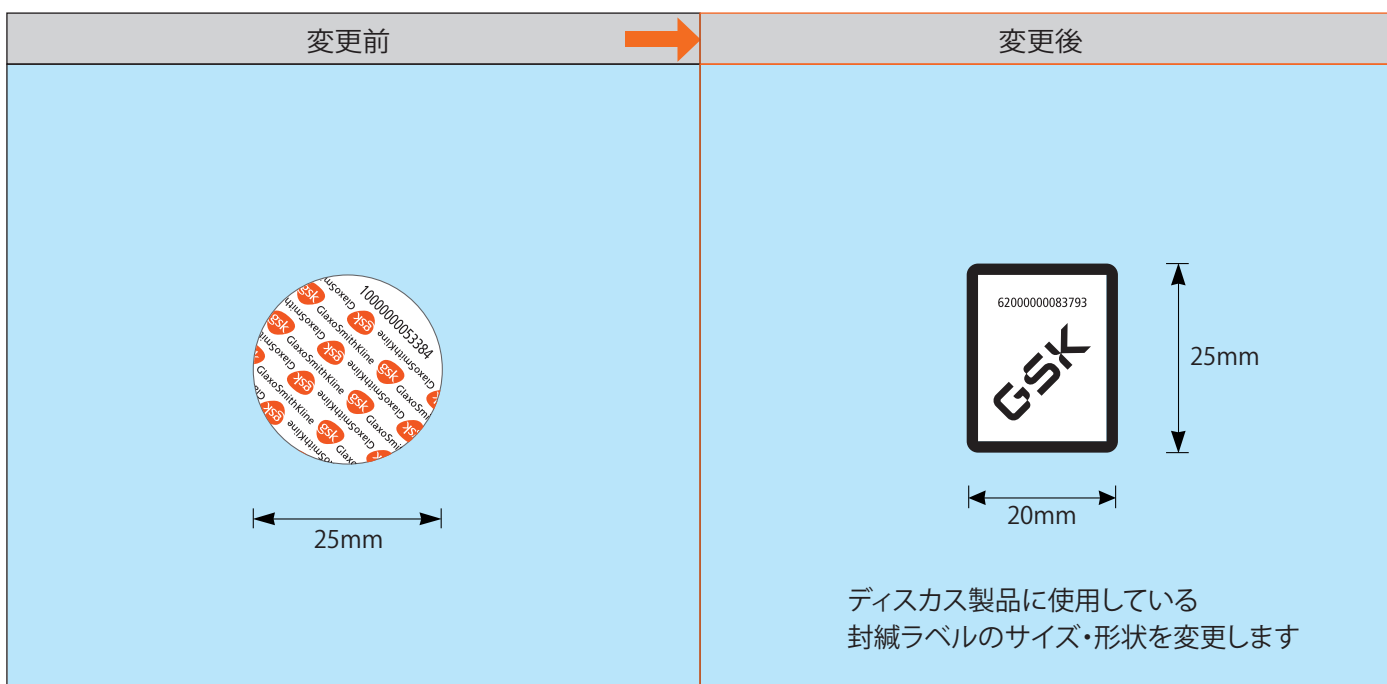 変更前
変更後
10000000053384
gsk GlaxoSmithKline
25mm
62000000083793
GSK
25mm
20mm
ディスカス製品に使用している
封緘ラベルのサイズ・形状を変更します